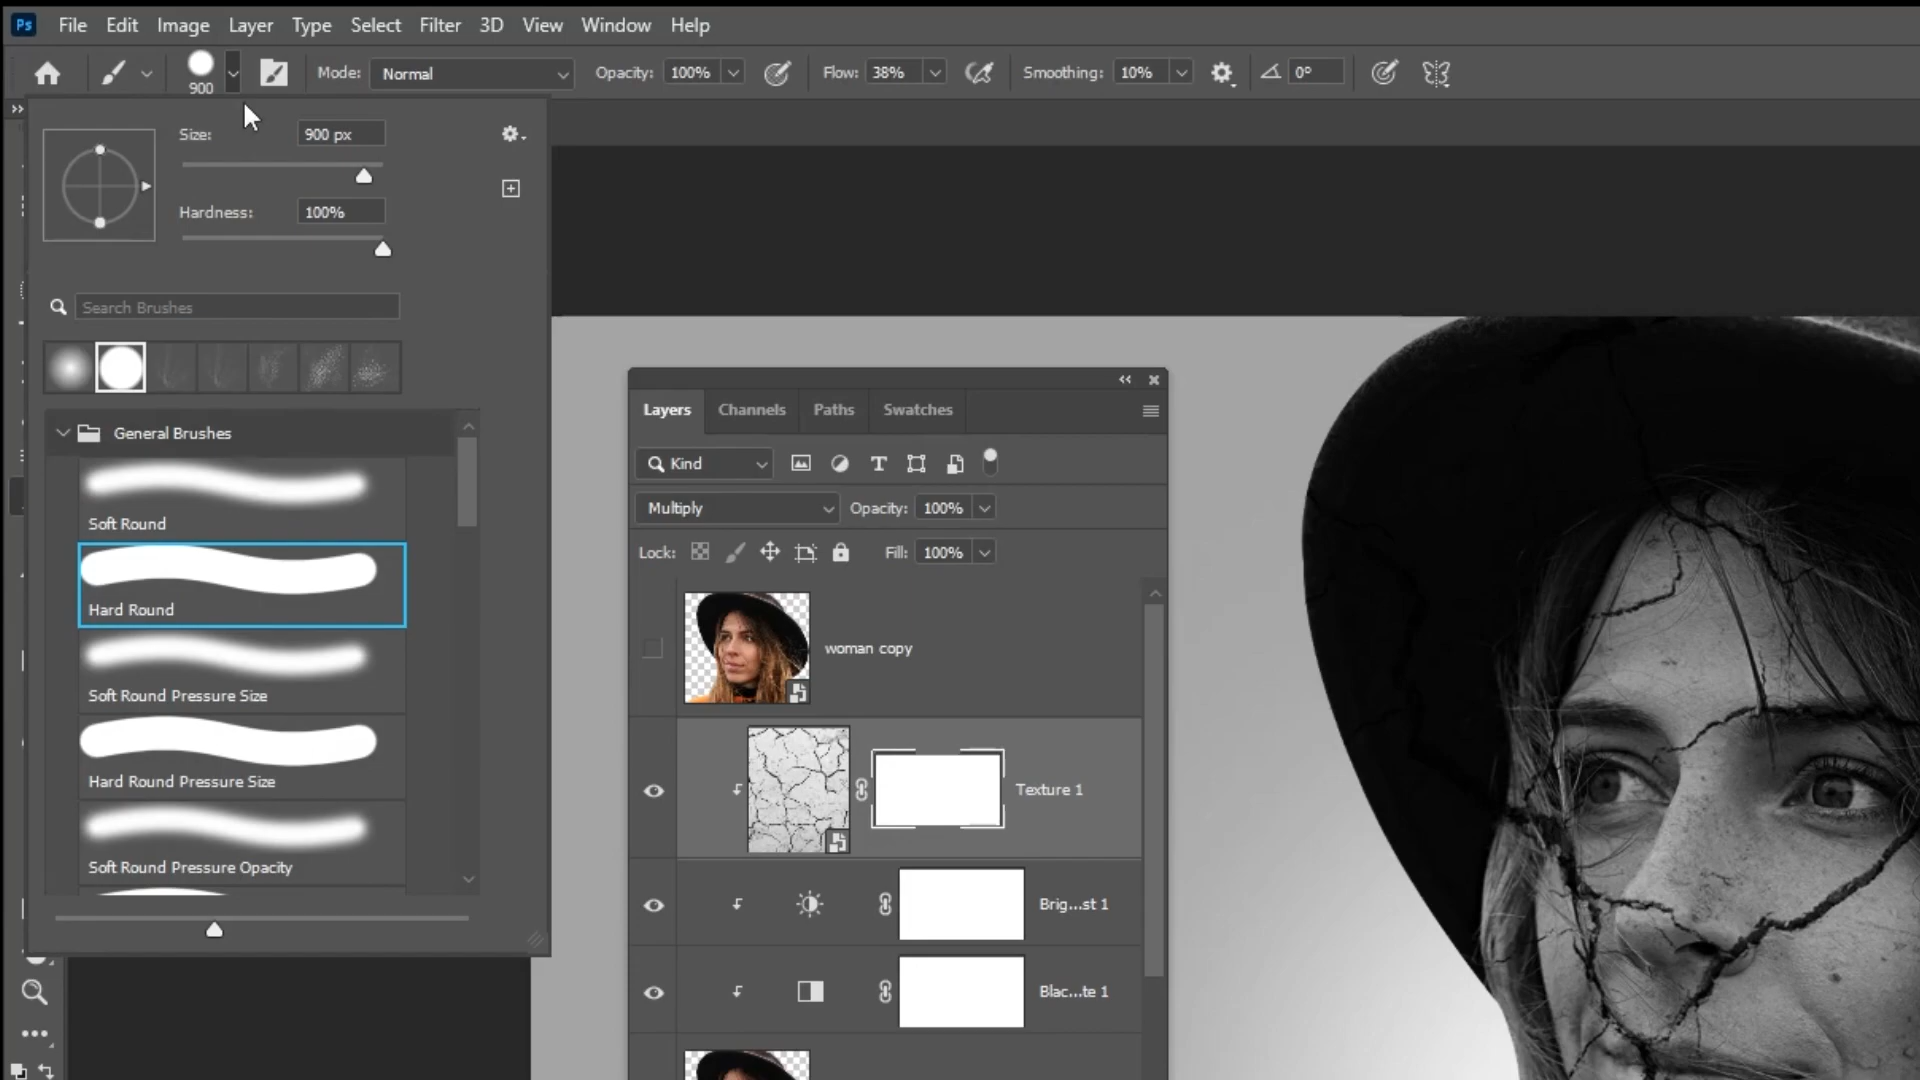 Ps File Edit Image Layer Type Select Filter 3D View Window Help
900 Mode: Normal Opacity: 100% Flow: 38% Smoothing: 10% 0°
Size: 900 px
Hardness: 100%
Search Brushes
General Brushes
Soft Round
Hard Round
Soft Round Pressure Size
Hard Round Pressure Size
Soft Round Pressure Opacity
Layers Channels Paths Swatches
Kind
Multiply Opacity: 100%
Lock: Fill: 100%
woman copy
Texture 1
Brig...st 1
Blac...te 1